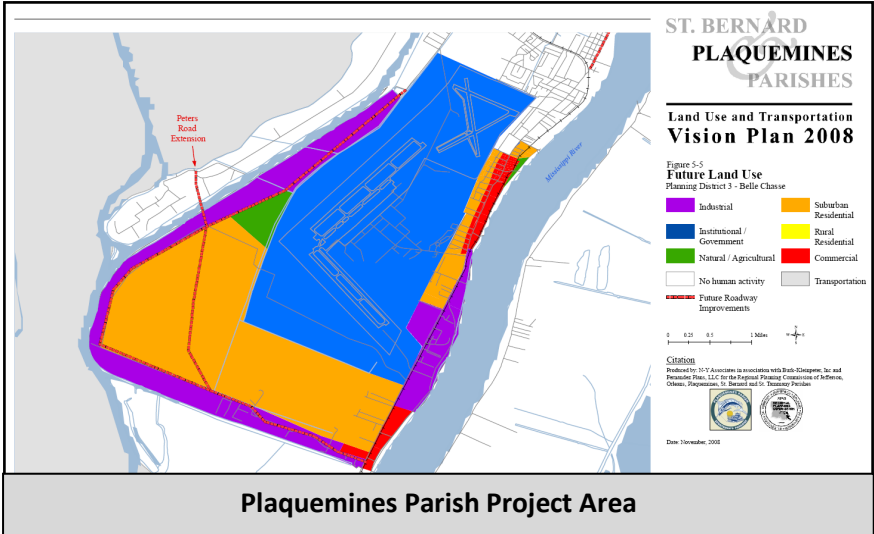 ST. BERNARD
&
PLAQUEMINES
PARISHES
Land Use and Transportation
Vision Plan 2008
Figure 5-5
Future Land Use
Planning District 3 - Belle Chasse
Industrial
Suburban
Residential
Institutional /
Government
Rural
Residential
Natural / Agricultural
Commercial
No human activity
Transportation
Future Roadway
Improvements
0 0.25 0.5 1 Miles
Citation
Produced by: N-Y Associates in association with Burk-Kleinpeter, Inc and
Fernandez Plans, LLC for the Regional Planning Commission of Jefferson,
Orleans, Plaquemines, St. Bernard and St. Tammany Parishes
Date: November, 2008
Peters
Road
Extension
Mississippi River
Plaquemines Parish Project Area